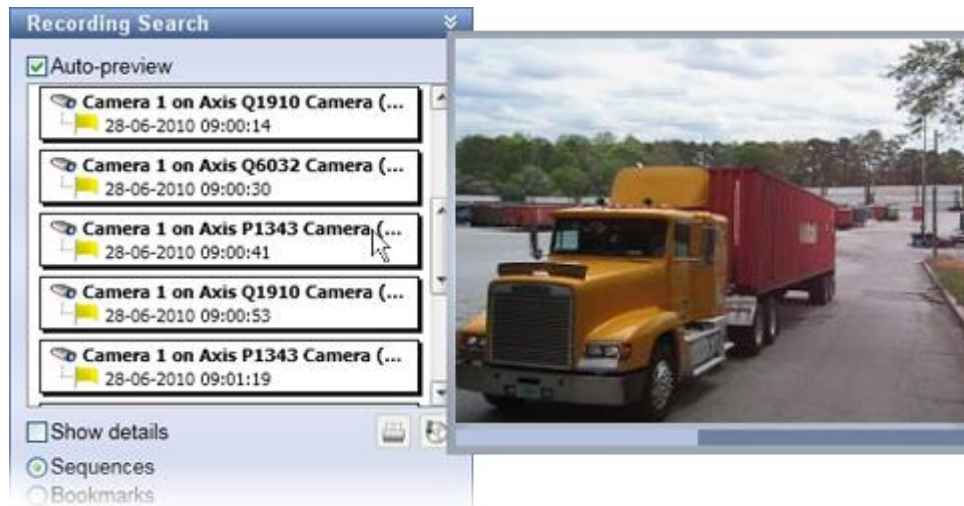 Recording Search
Auto-preview
Camera 1 on Axis Q1910 Camera (...
28-06-2010 09:00:14
Camera 1 on Axis Q6032 Camera (...
28-06-2010 09:00:30
Camera 1 on Axis P1343 Camera (...
28-06-2010 09:00:41
Camera 1 on Axis Q1910 Camera (...
28-06-2010 09:00:53
Camera 1 on Axis P1343 Camera (...
28-06-2010 09:01:19
Show details
Sequences
Bookmarks